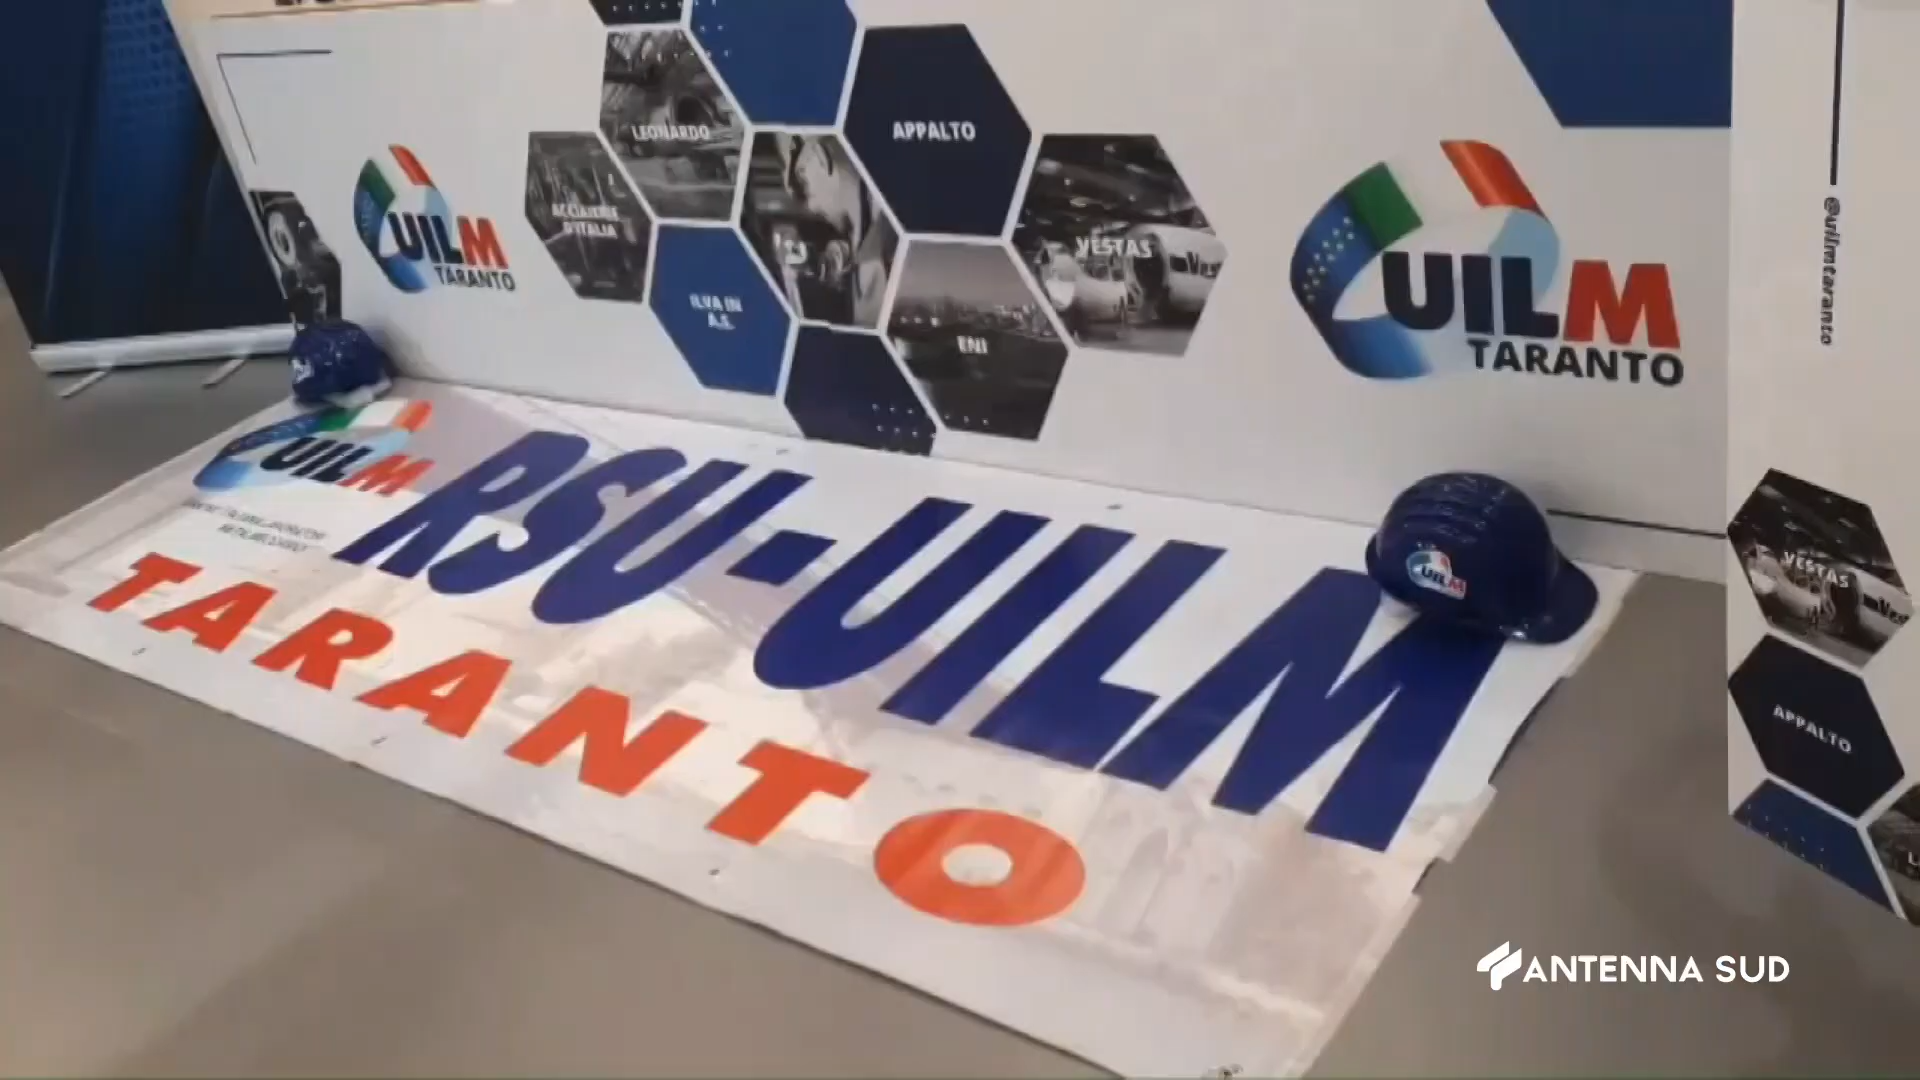 LEONARDO
APPALTO
ACCIAIERIE
D'ITALIA
VESTAS
ILVA IN
A.S.
ENI
UILM
TARANTO
UILM
TARANTO
@uilmtaranto
UILM
RSU-UILM
TARANTO
UILM
VESTAS
APPALTO
ANTENNA SUD